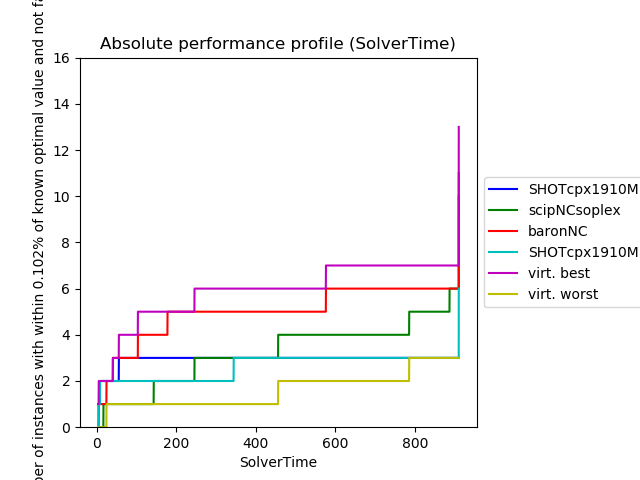 Absolute performance profile (SolverTime)
of instances with within 0.102% of known optimal value and not
16
14
12
10
8
6
4
2
0
0 200 400 600 800
SolverTime
SHOTcpx1910M
scipNCsoplex
baronNC
SHOTcpx1910M
virt. best
virt. worst